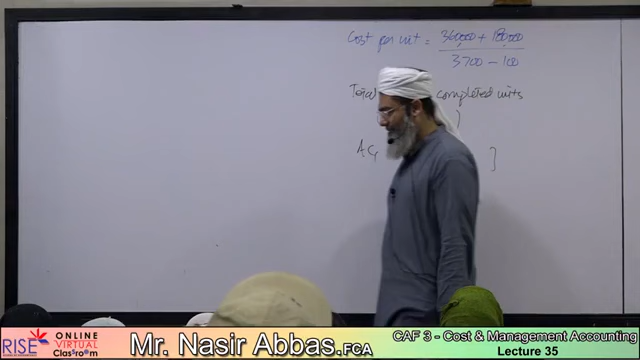 Cost per unit = 360,000 + 180,000
3700 - 100
Total completed units
RISE
ONLINE
VIRTUAL
Classroom
Mr. Nasir Abbas.FCA
CAF 3 - Cost & Management Accounting
Lecture 35